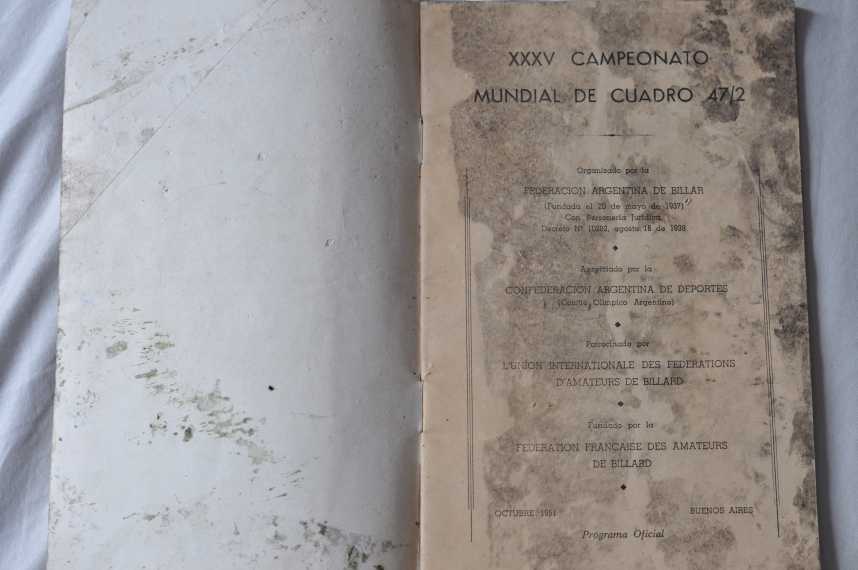 XXXV CAMPEONATO
MUNDIAL DE CUADRO 47/2
Organizado por la
FEDERACION ARGENTINA DE BILLAR
(Fundada el 20 de mayo de 1937)
Con Personería Jurídica,
Decreto Nº agosto 18 de 1938
Auspiciado por la
CONFEDERACION ARGENTINA DE DEPORTES
(Comité Olímpico Argentino)
Patrocinado por
L'UNION INTERNATIONALE DES FEDERATIONS
D'AMATEURS DE BILLARD
Fundado por la
FEDERATION FRANÇAISE DES AMATEURS
DE BILLARD
OCTUBRE 1951 BUENOS AIRES
Programa Oficial